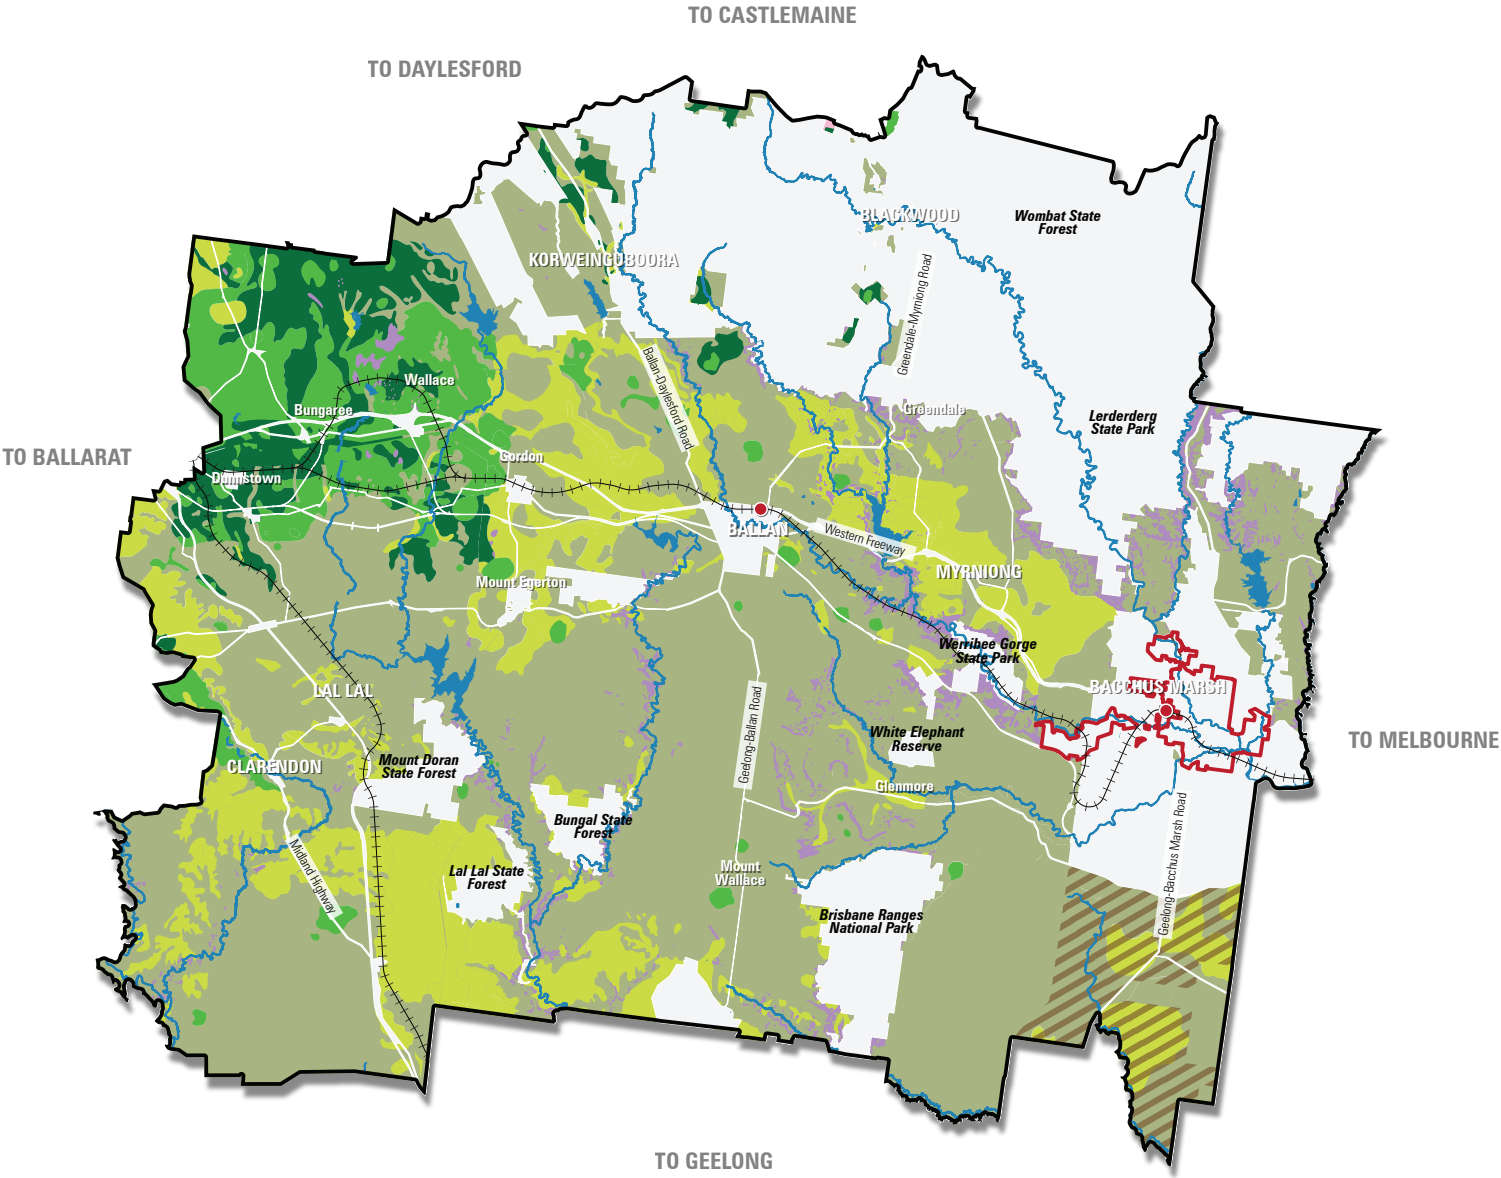 TO CASTLEMAINE
TO DAYLESFORD
BLACKWOOD
Wombat State
Forest
KORWEINGUBOORA
Greendale-Myrniong Road
Ballan-Daylesford Road
Wallace
Bungaree
Greendale
Lerderderg
State Park
TO BALLARAT
Gordon
Dunnstown
BALLAN
Western Freeway
MYRNIONG
Mount Egerton
Werribee Gorge
State Park
LAL LAL
BACCHUS MARSH
Geelong-Ballan Road
White Elephant
Reserve
TO MELBOURNE
CLARENDON
Mount Doran
State Forest
Glenmore
Bungal State
Forest
Geelong-Bacchus Marsh Road
Midland Highway
Lal Lal State
Forest
Mount
Wallace
Brisbane Ranges
National Park
TO GEELONG